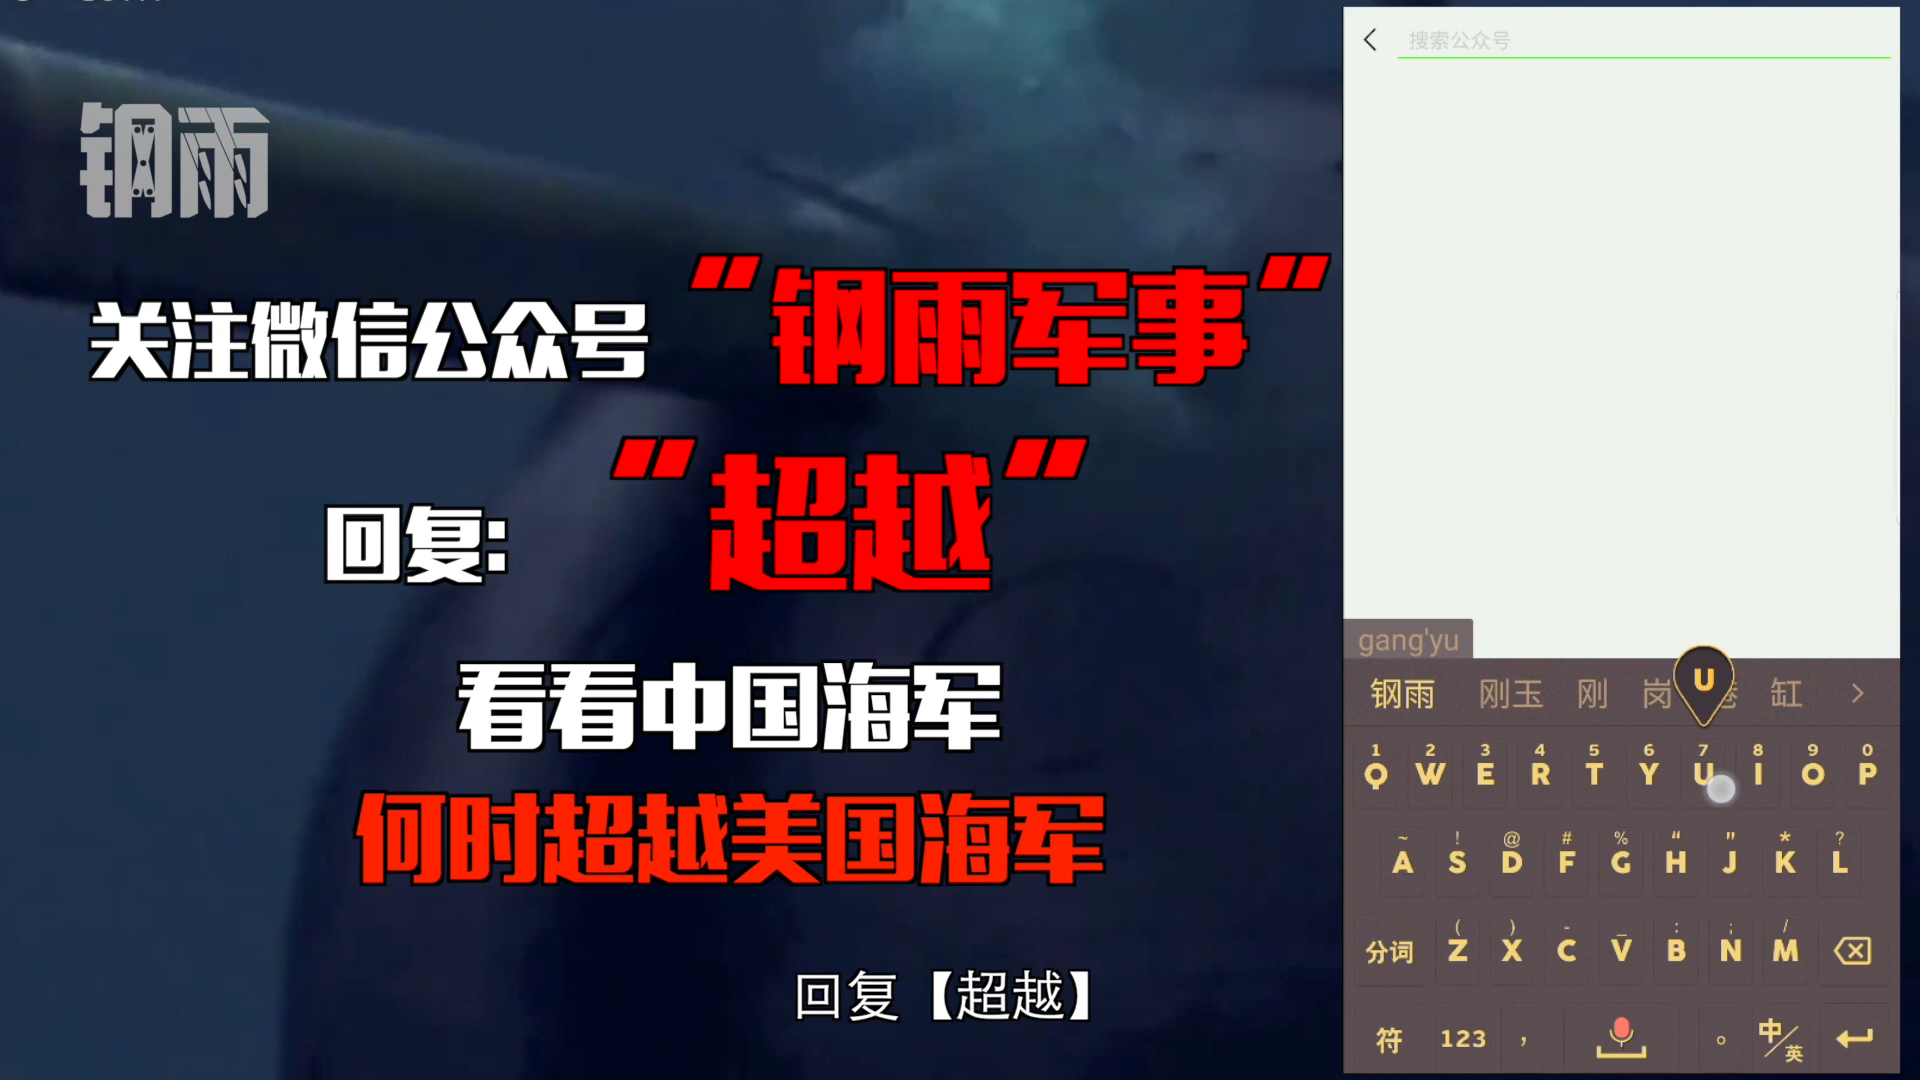 钢雨
关注微信公众号 “钢雨军事”
回复: “超越”
看看中国海军
何时超越美国海军
回复【超越】
搜索公众号
gang'yu
钢雨 刚玉 刚 岗 缸
U
1 2 3 4 5 6 7 8 9 0
Q W E R T Y U I O P
~ ! @ # % “ ” * ?
A S D F G H J K L
( ) - _ : ; /
分词 Z X C V B N M
符 123 , 。 中/英